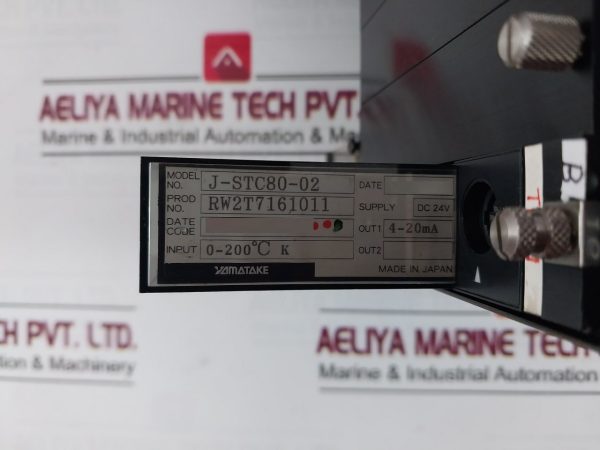 AELIYA MARINE TECH PVT.
Marine & Industrial Automation & Ma
MODEL NO. J-STC80-02
DATE
PROD NO. RW2T7161011
SUPPLY DC 24V
DATE CODE
OUT1 4-20mA
INPUT 0-200℃ K
OUT2
YAMATAKE
MADE IN JAPAN
CH PVT. LTD.
ation & Machinery
AELIYA MARINE TECH
Marine & Industrial Automation